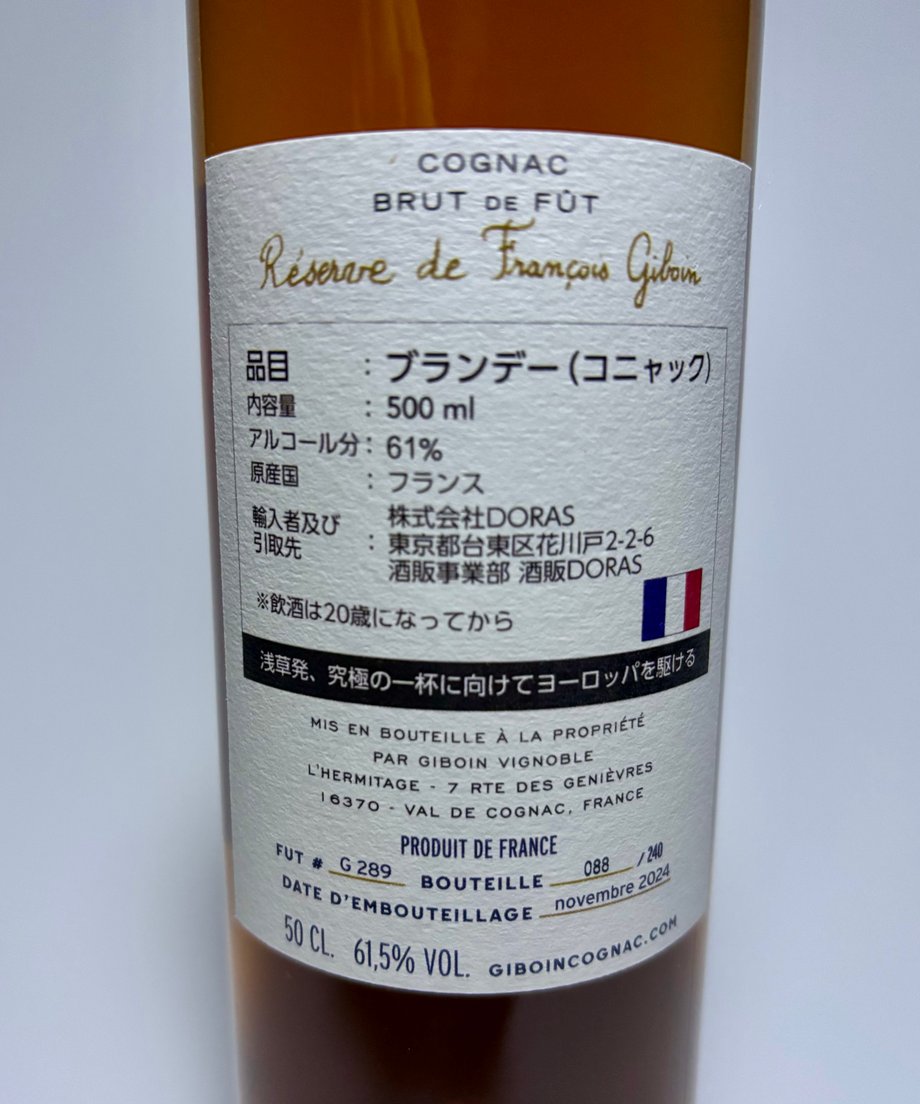 COGNAC
BRUT DE FÛT
Réserve de François Giboin
品目 : ブランデー(コニャック)
内容量 : 500 ml
アルコール分 : 61%
原産国 : フランス
輸入者及び 株式会社DORAS
引取先 : 東京都台東区花川戸2-2-6
酒販事業部 酒販DORAS
※飲酒は20歳になってから
浅草発、究極の一杯に向けてヨーロッパを駆ける
MIS EN BOUTEILLE À LA PROPRIÉTÉ
PAR GIBOIN VIGNOBLE
L'HERMITAGE - 7 RTE DES GENIÈVRES
16370 - VAL DE COGNAC, FRANCE
PRODUIT DE FRANCE
FUT # G 289 BOUTEILLE 088 / 240
DATE D'EMBOUTEILLAGE novembre 2024
50 CL. 61,5% VOL. GIBOINCOGNAC.COM